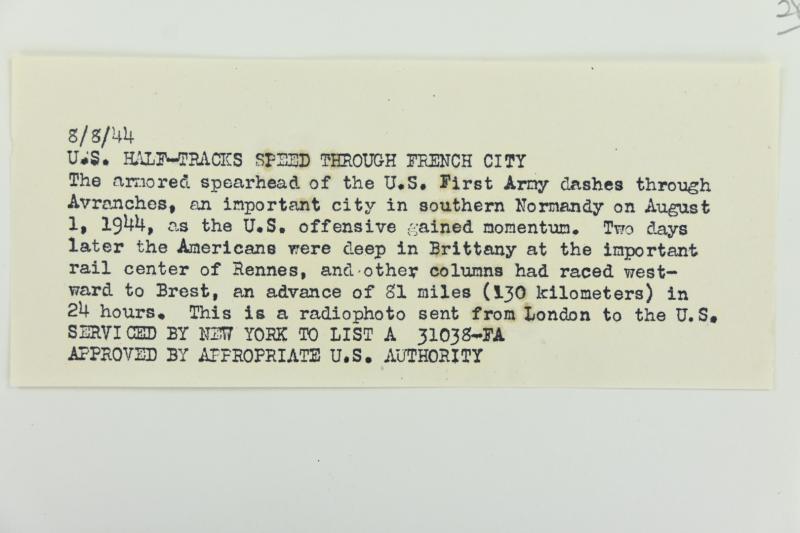 8/8/44
U.S. HALF-TRACKS SPEED THROUGH FRENCH CITY
The armored spearhead of the U.S. First Army dashes through
Avranches, an important city in southern Normandy on August
1, 1944, as the U.S. offensive gained momentum. Two days
later the Americans were deep in Brittany at the important
rail center of Rennes, and other columns had raced west-
ward to Brest, an advance of 81 miles (130 kilometers) in
24 hours. This is a radiophoto sent from London to the U.S.
SERVICED BY NEW YORK TO LIST A 31038-FA
APPROVED BY APPROPRIATE U.S. AUTHORITY